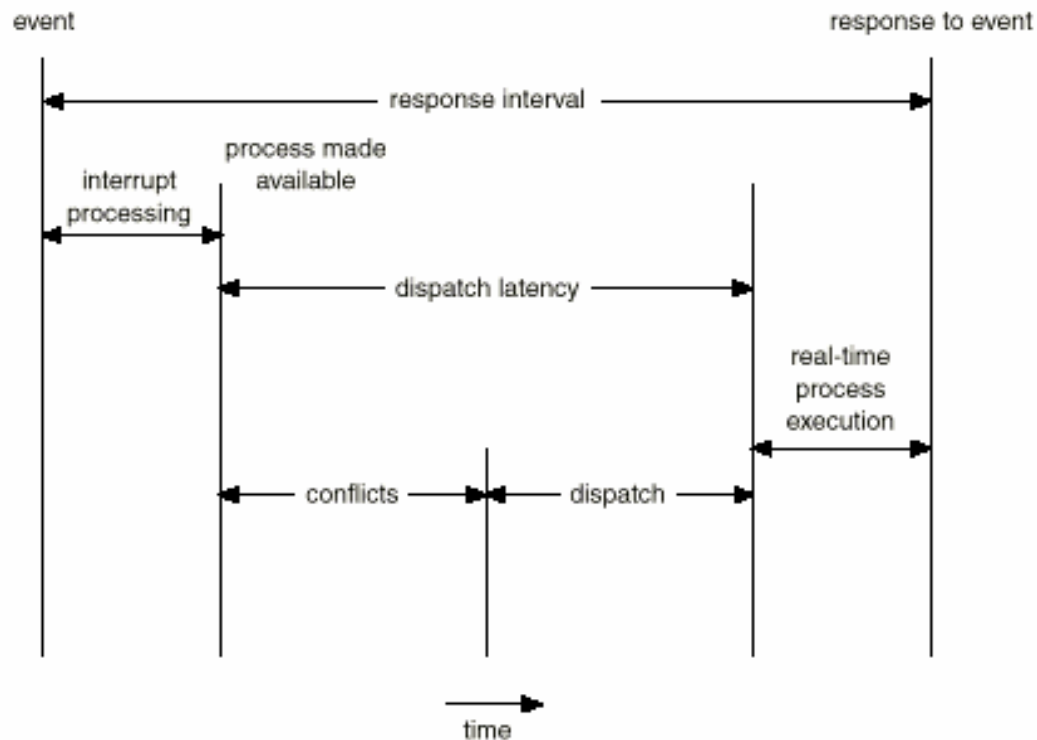 event
response to event
response interval
process made
available
interrupt
processing
dispatch latency
real-time
process
execution
conflicts
dispatch
time